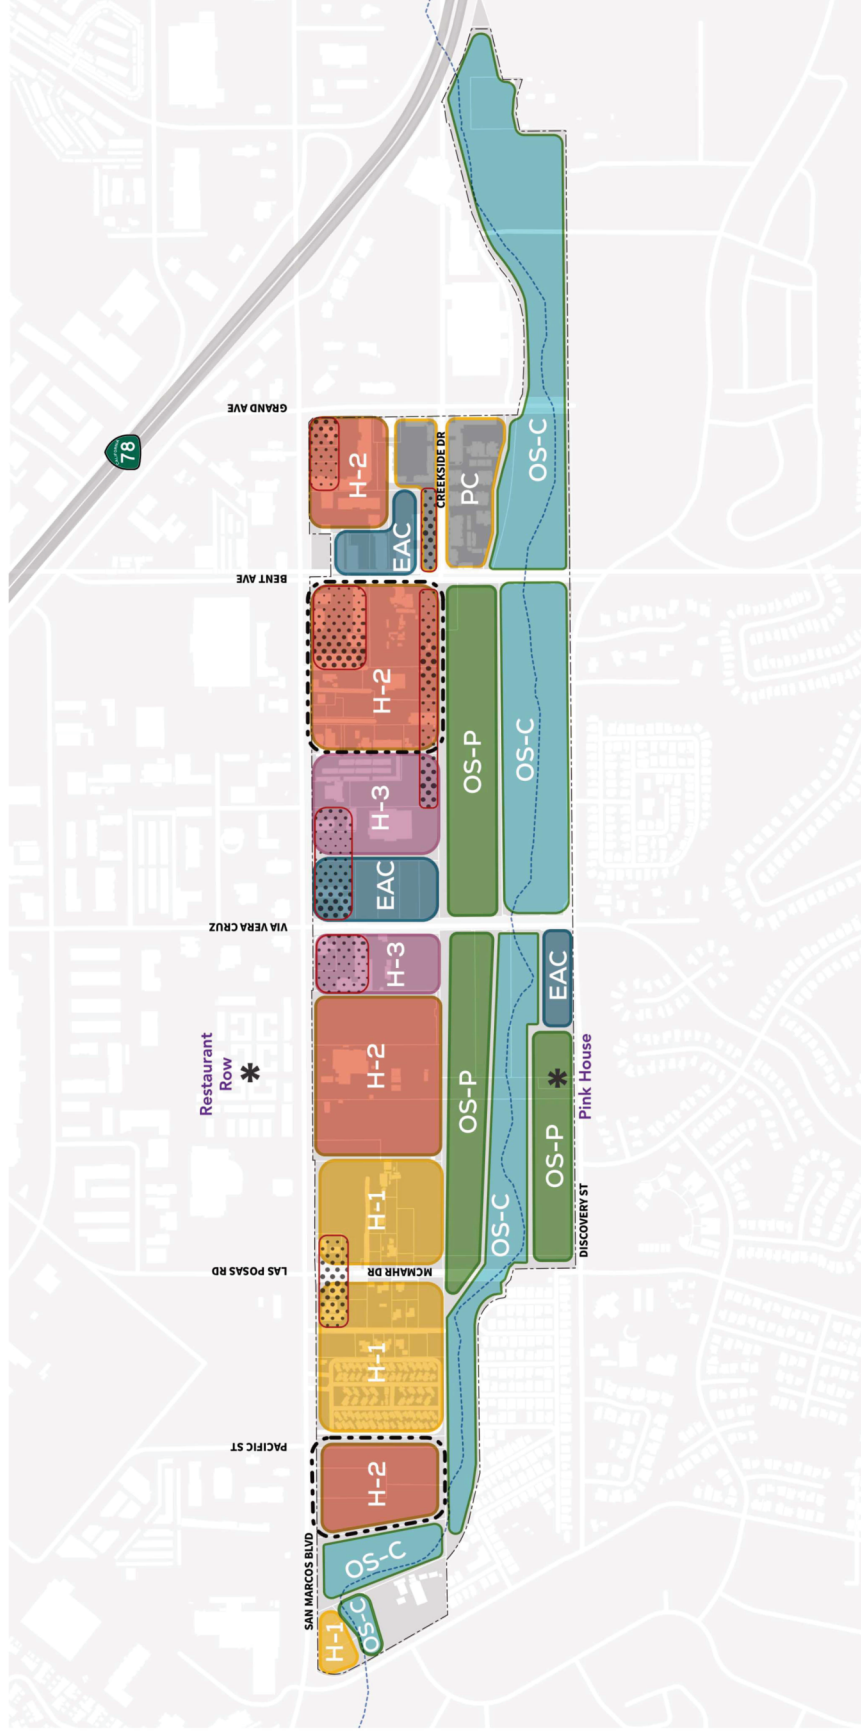 CALIFORNIA
78
GRAND AVE
H-2
CREEKSIDE DR
PC
OS-C
EAC
BENT AVE
H-2
OS-P
OS-C
H-3
EAC
VIA VERA CRUZ
H-3
EAC
Restaurant
Row
*
H-2
OS-P
*
Pink House
OS-P
H-1
OS-C
DISCOVERY ST
LAS POSAS RD
MCMAHR DR
H-1
PACIFIC ST
H-2
SAN MARCOS BLVD
OS-C
OS-C
H-1